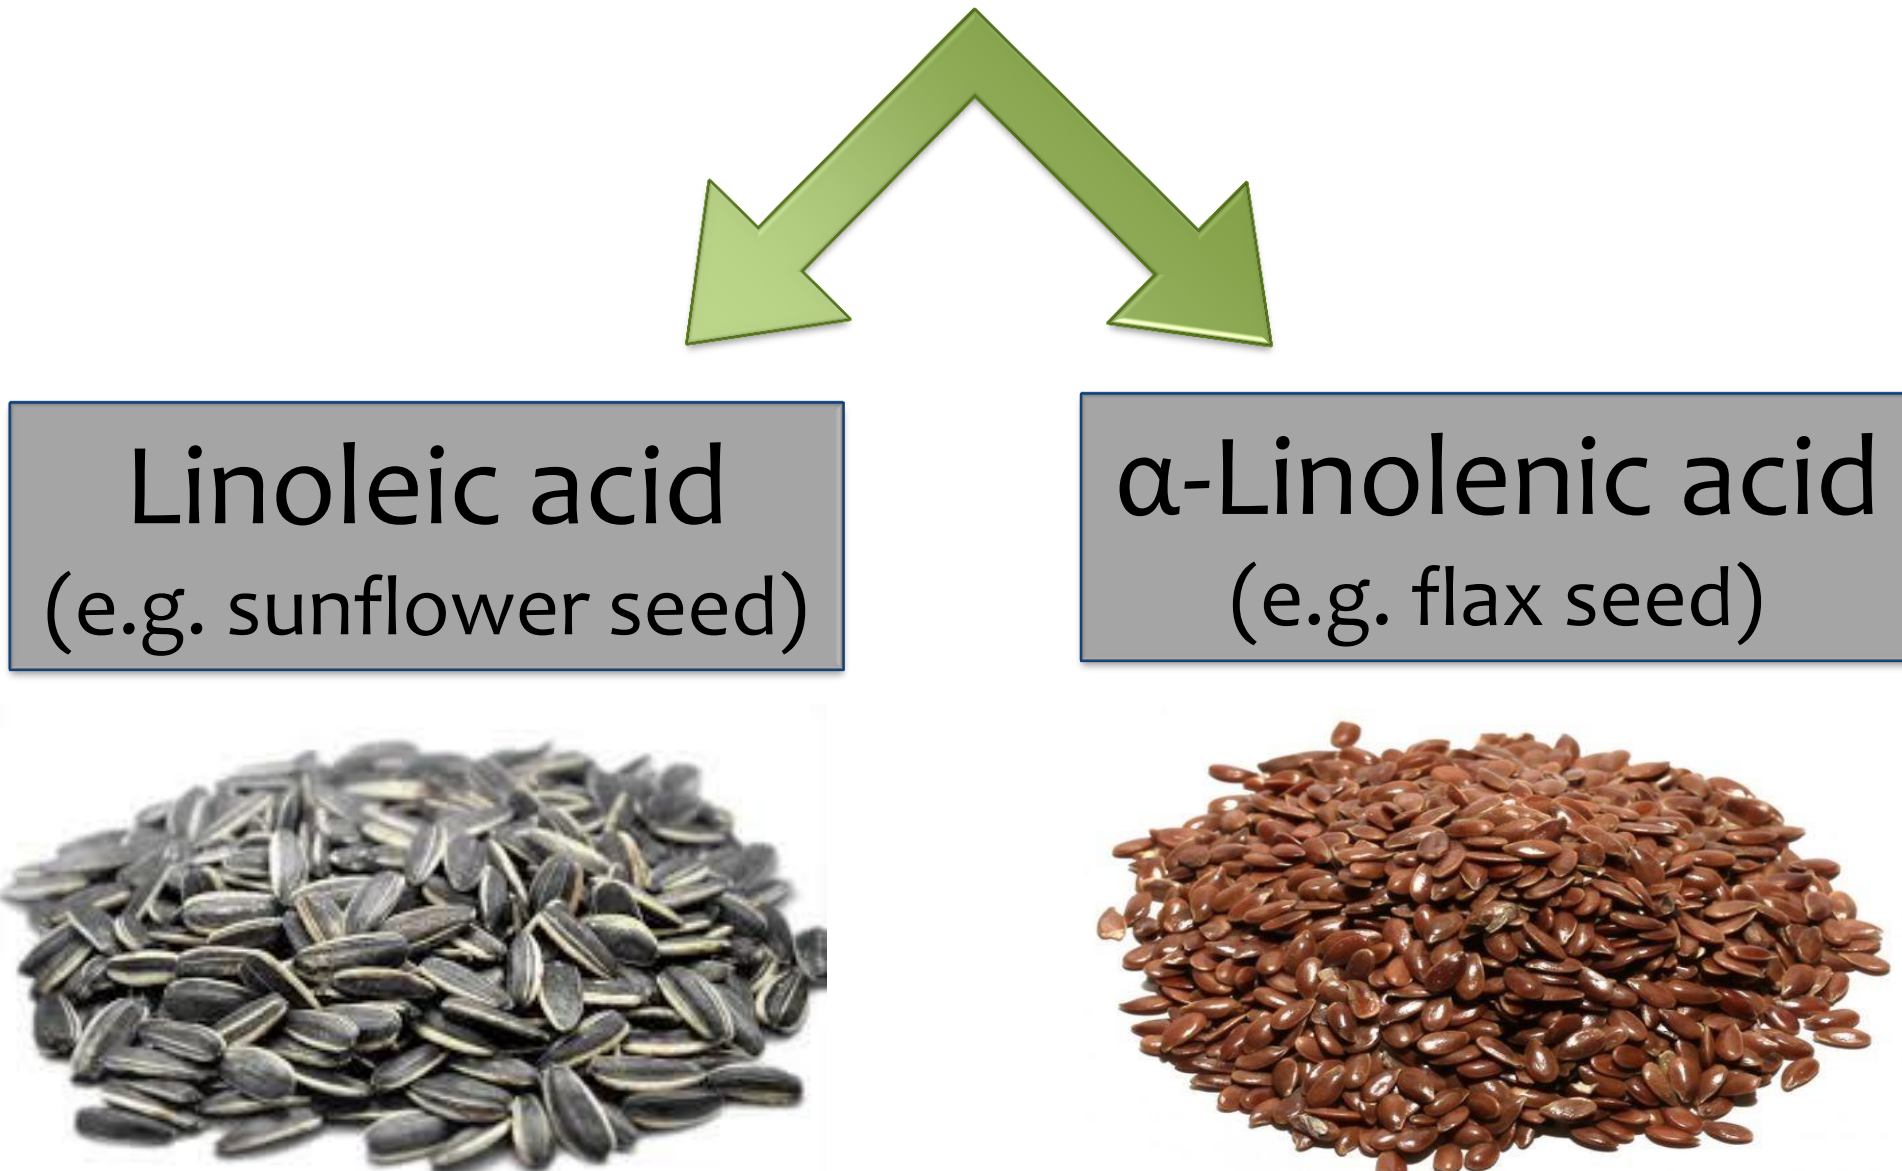 Linoleic acid
(e.g. sunflower seed)
α-Linolenic acid
(e.g. flax seed)